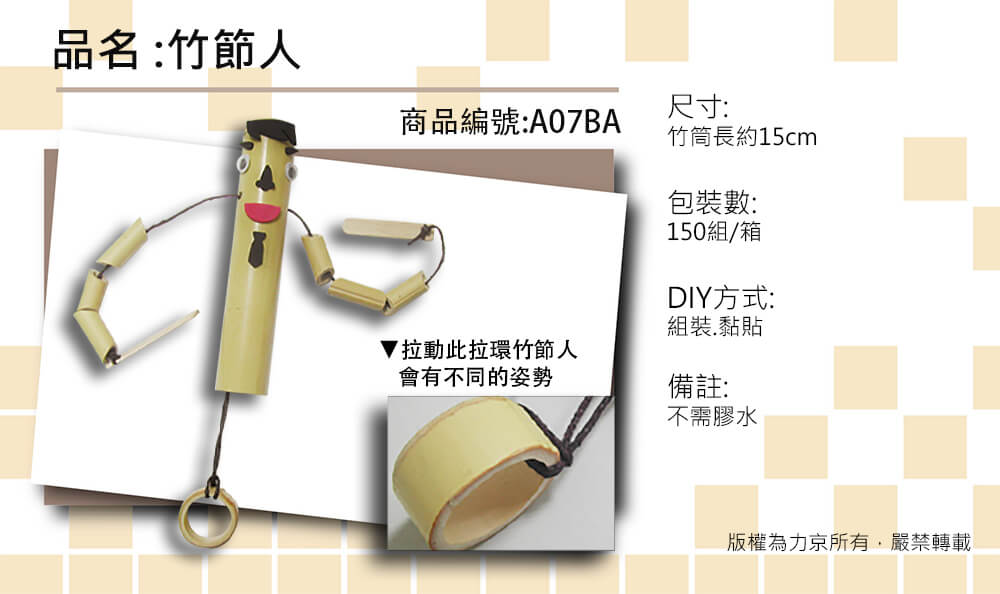 品名 :竹節人
商品編號:A07BA
▼拉動此拉環竹節人
會有不同的姿勢
尺寸:
竹筒長約15cm
包裝數:
150組/箱
DIY方式:
組裝.黏貼
備註:
不需膠水
版權為力京所有，嚴禁轉載